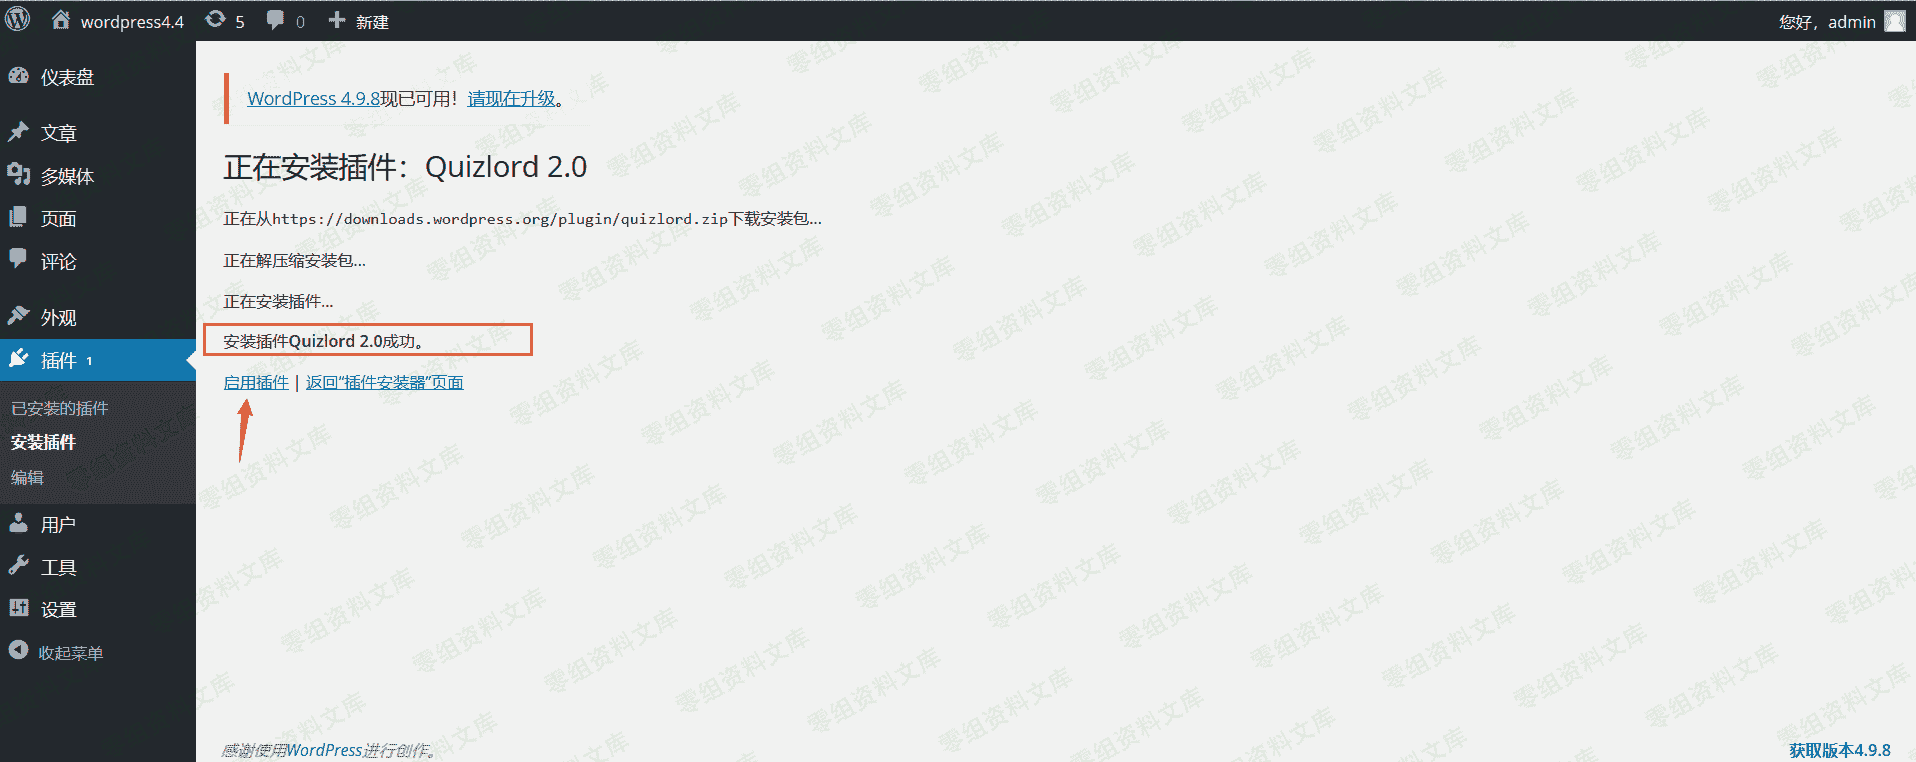 wordpress4.4 5 0 新建 您好，admin
仪表盘
文章
多媒体
页面
评论
外观
插件 1
已安装的插件
安装插件
编辑
用户
工具
设置
收起菜单
WordPress 4.9.8现已可用！请现在升级。
正在安装插件：Quizlord 2.0
正在从https://downloads.wordpress.org/plugin/quizlord.zip下载安装包…
正在解压缩安装包…
正在安装插件…
安装插件Quizlord 2.0成功。
启用插件 | 返回“插件安装器”页面
感谢使用WordPress进行创作。
获取版本4.9.8
零组资料文库